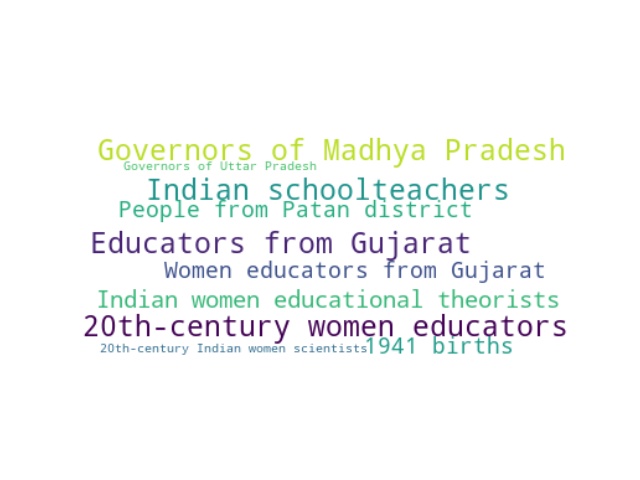 Governors of Madhya Pradesh
Governors of Uttar Pradesh
Indian schoolteachers
People from Patan district
Educators from Gujarat
Women educators from Gujarat
Indian women educational theorists
20th-century women educators
20th-century Indian women scientists
1941 births